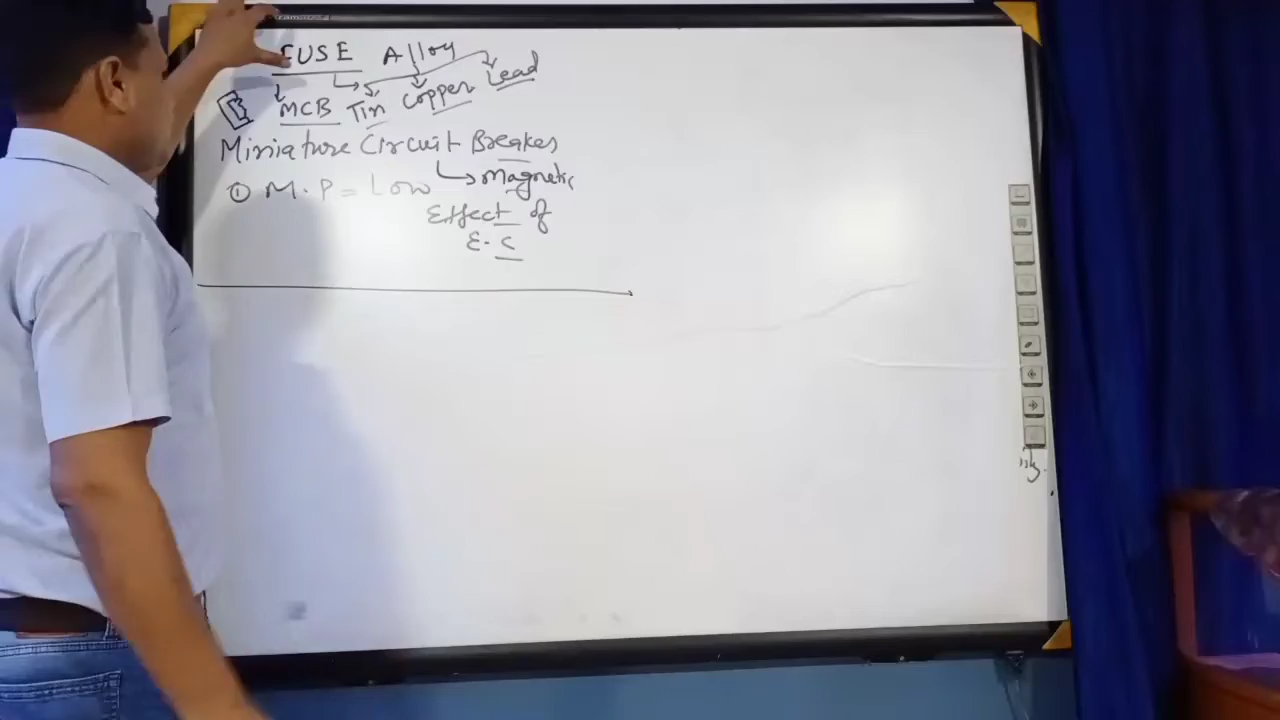 FUSE Alloy
MCB Tin Copper Lead
Miniature Circuit Breaker
① M.P = Low → Magnetic
Effect of
E.C